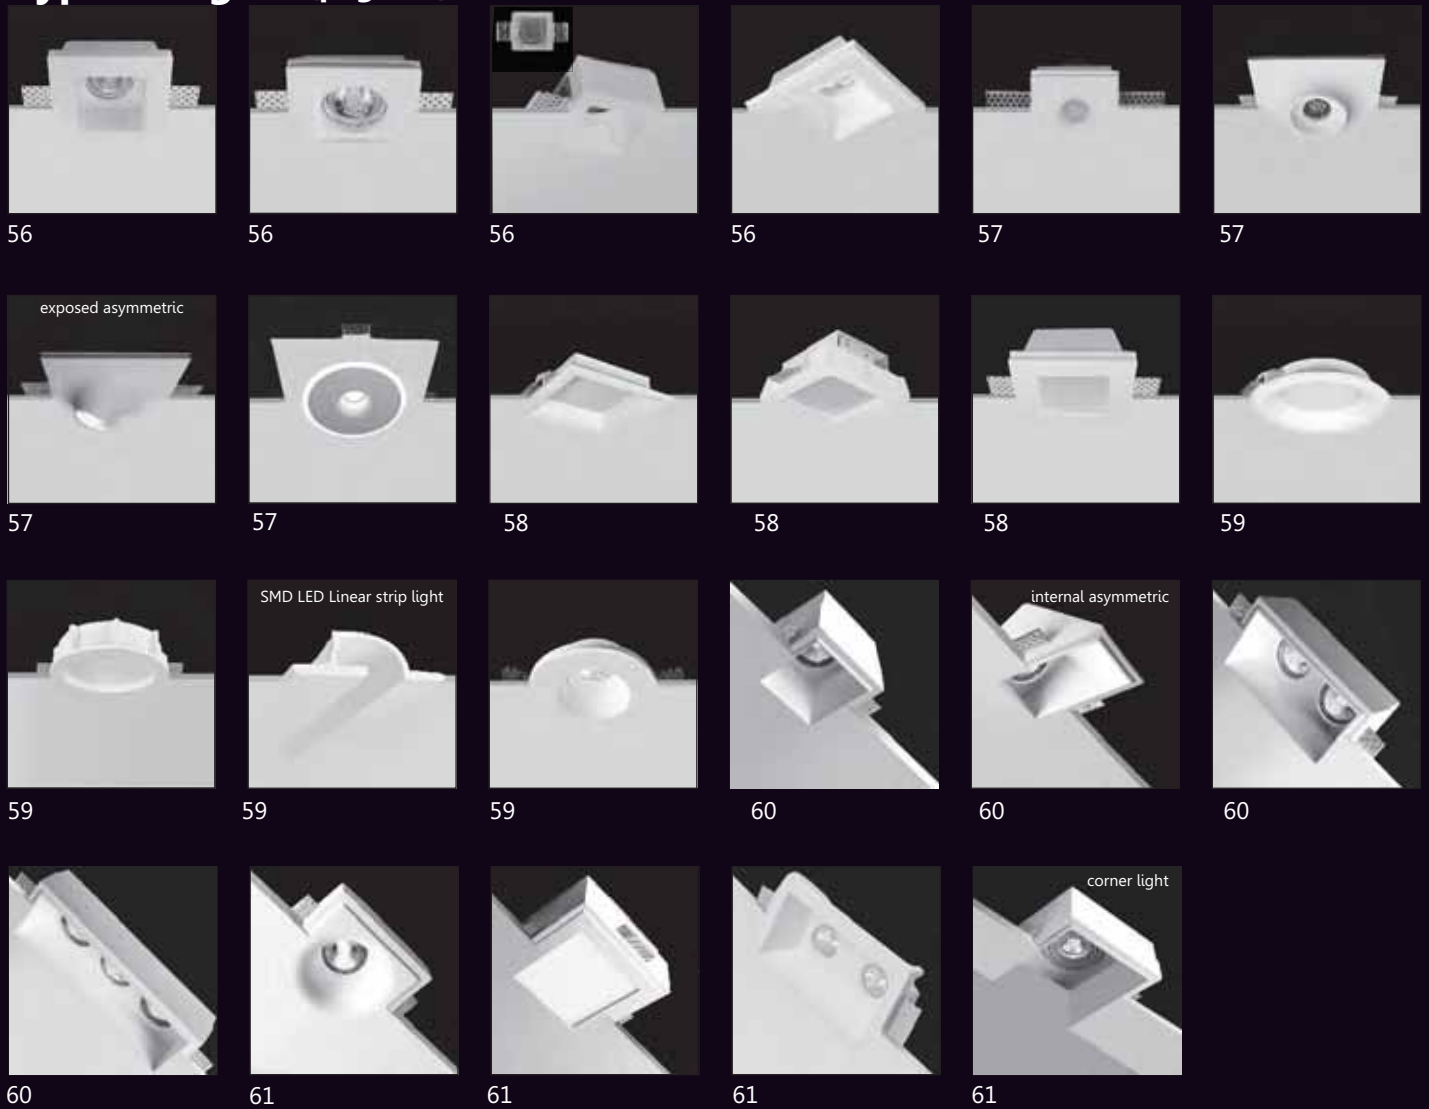 56 56 56 56 57 57
exposed asymmetric
57 57 58 58 58 59
SMD LED Linear strip light internal asymmetric
59 59 59 60 60 60
corner light
60 61 61 61 61